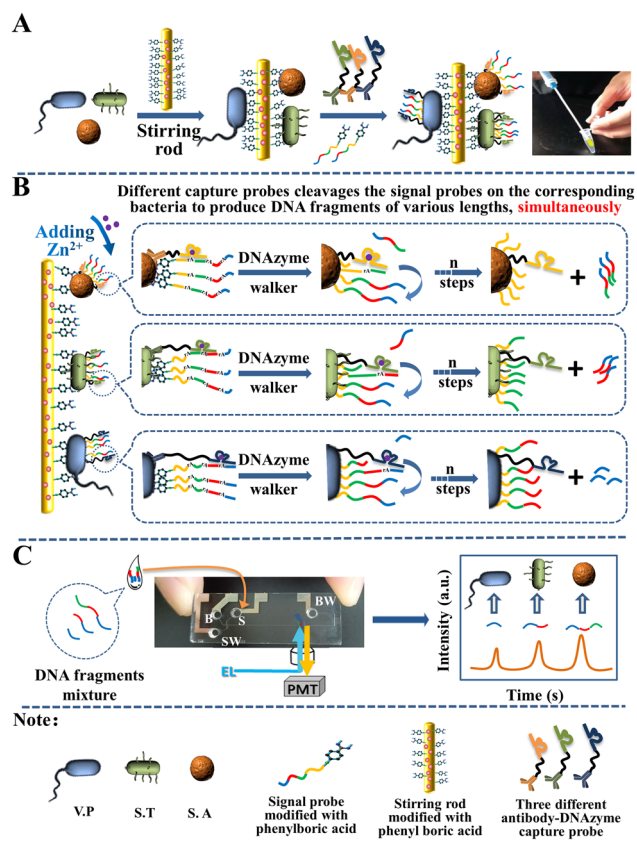 A
Stirring
rod
B
Different capture probes cleavages the signal probes on the corresponding
bacteria to produce DNA fragments of various lengths, simultaneously
Adding
Zn2+
DNAzyme
walker
rA
n
steps
+
DNAzyme
walker
n
steps
+
DNAzyme
walker
rA
n
steps
+
C
DNA fragments
mixture
B
S
SW
BW
EL
PMT
Intensity (a.u.)
Time (s)
Note:
V.P
S.T
S. A
Signal probe
modified with
phenylboric acid
Stirring rod
modified with
phenyl boric acid
Three different
antibody-DNAzyme
capture probe